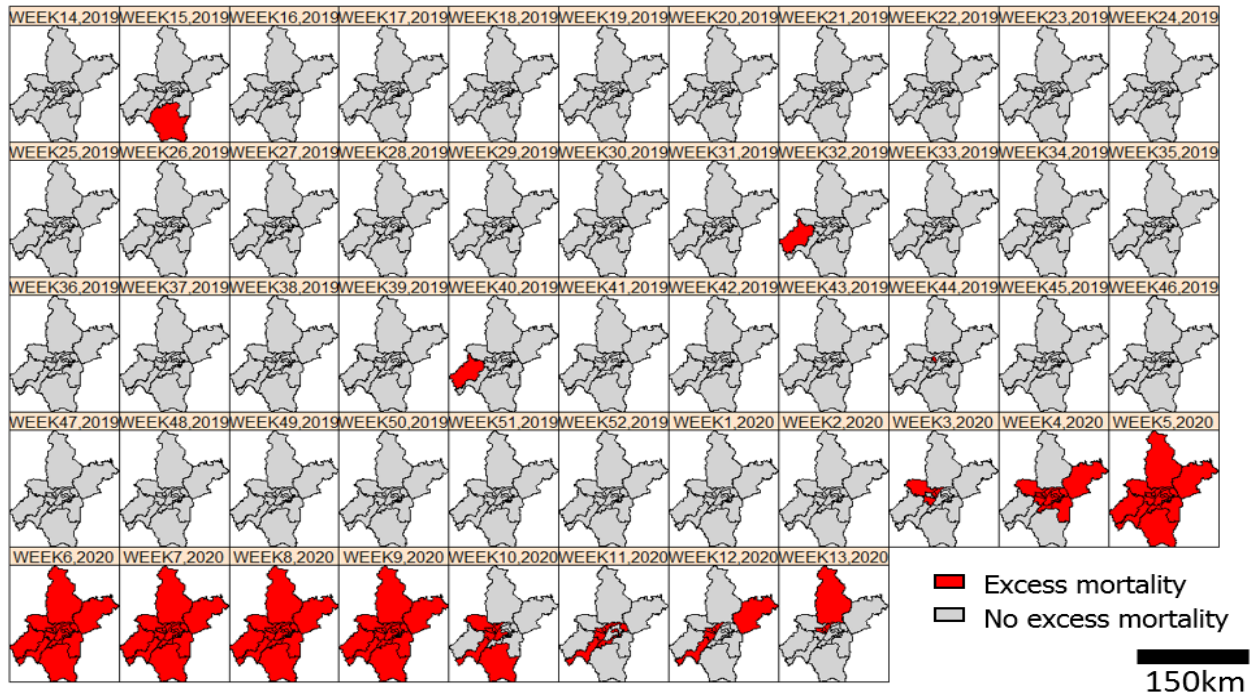 WEEK14,2019 WEEK15,2019 WEEK16,2019 WEEK17,2019 WEEK18,2019 WEEK19,2019 WEEK20,2019 WEEK21,2019 WEEK22,2019 WEEK23,2019 WEEK24,2019
WEEK25,2019 WEEK26,2019 WEEK27,2019 WEEK28,2019 WEEK29,2019 WEEK30,2019 WEEK31,2019 WEEK32,2019 WEEK33,2019 WEEK34,2019 WEEK35,2019
WEEK36,2019 WEEK37,2019 WEEK38,2019 WEEK39,2019 WEEK40,2019 WEEK41,2019 WEEK42,2019 WEEK43,2019 WEEK44,2019 WEEK45,2019 WEEK46,2019
WEEK47,2019 WEEK48,2019 WEEK49,2019 WEEK50,2019 WEEK51,2019 WEEK52,2019 WEEK1,2020 WEEK2,2020 WEEK3,2020 WEEK4,2020 WEEK5,2020
WEEK6,2020 WEEK7,2020 WEEK8,2020 WEEK9,2020 WEEK10,2020 WEEK11,2020 WEEK12,2020 WEEK13,2020
Excess mortality
No excess mortality
150km